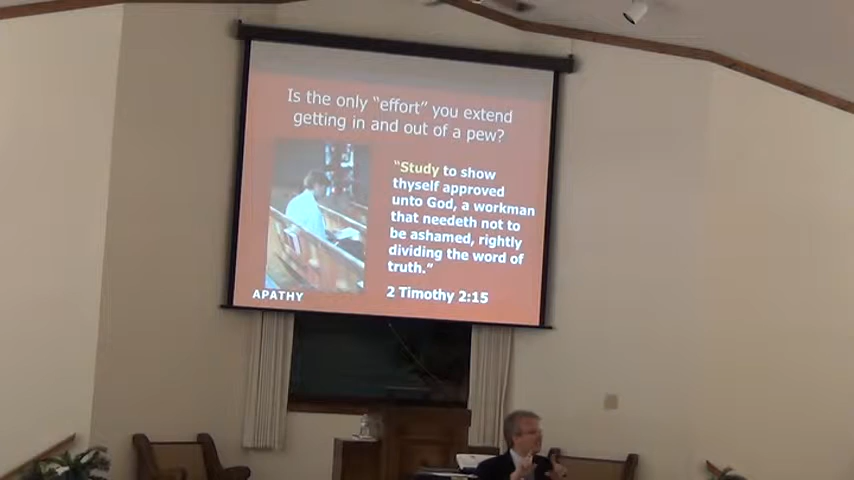 Is the only “effort” you extend
getting in and out of a pew?
“Study to show
thyself approved
unto God, a workman
that needeth not to
be ashamed, rightly
dividing the word of
truth.”
APATHY
2 Timothy 2:15